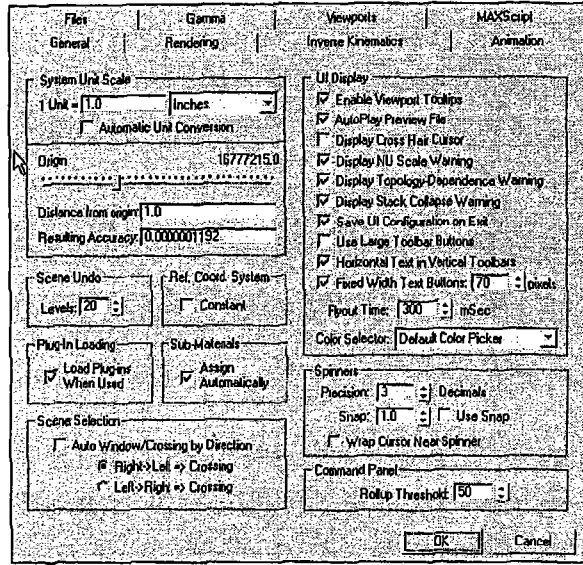 Files Gamma Viewports MAXScript
General Rendering Inverse Kinematics Animation
System Unit Scale
1 Unit = 1.0 Inches
Automatic Unit Conversion
Origin 16777215.0
Distance from origin: 1.0
Resulting Accuracy: 0.0000001192
Scene Undo
Levels: 20
Ref. Coord. System
Constant
Plug-In Loading
Load Plug-ins When Used
Sub-Materials
Assign Automatically
Scene Selection
Auto Window/Crossing by Direction
Right->Left => Crossing
Left->Right => Crossing
UI Display
Enable Viewport Tooltips
AutoPlay Preview File
Display Cross Hair Cursor
Display NU Scale Warning
Display Topology-Dependence Warning
Display Stack Collapse Warning
Save UI Configuration on Exit
Use Large Toolbar Buttons
Horizontal Text in Vertical Toolbars
Fixed Width Text Buttons: 70 pixels
Flyout Time: 300 mSec
Color Selector: Default Color Picker
Spinners
Precision: 3 Decimals
Snap: 1.0 Use Snap
Wrap Cursor Near Spinner
Command Panel
Rollup Threshold: 50
OK Cancel